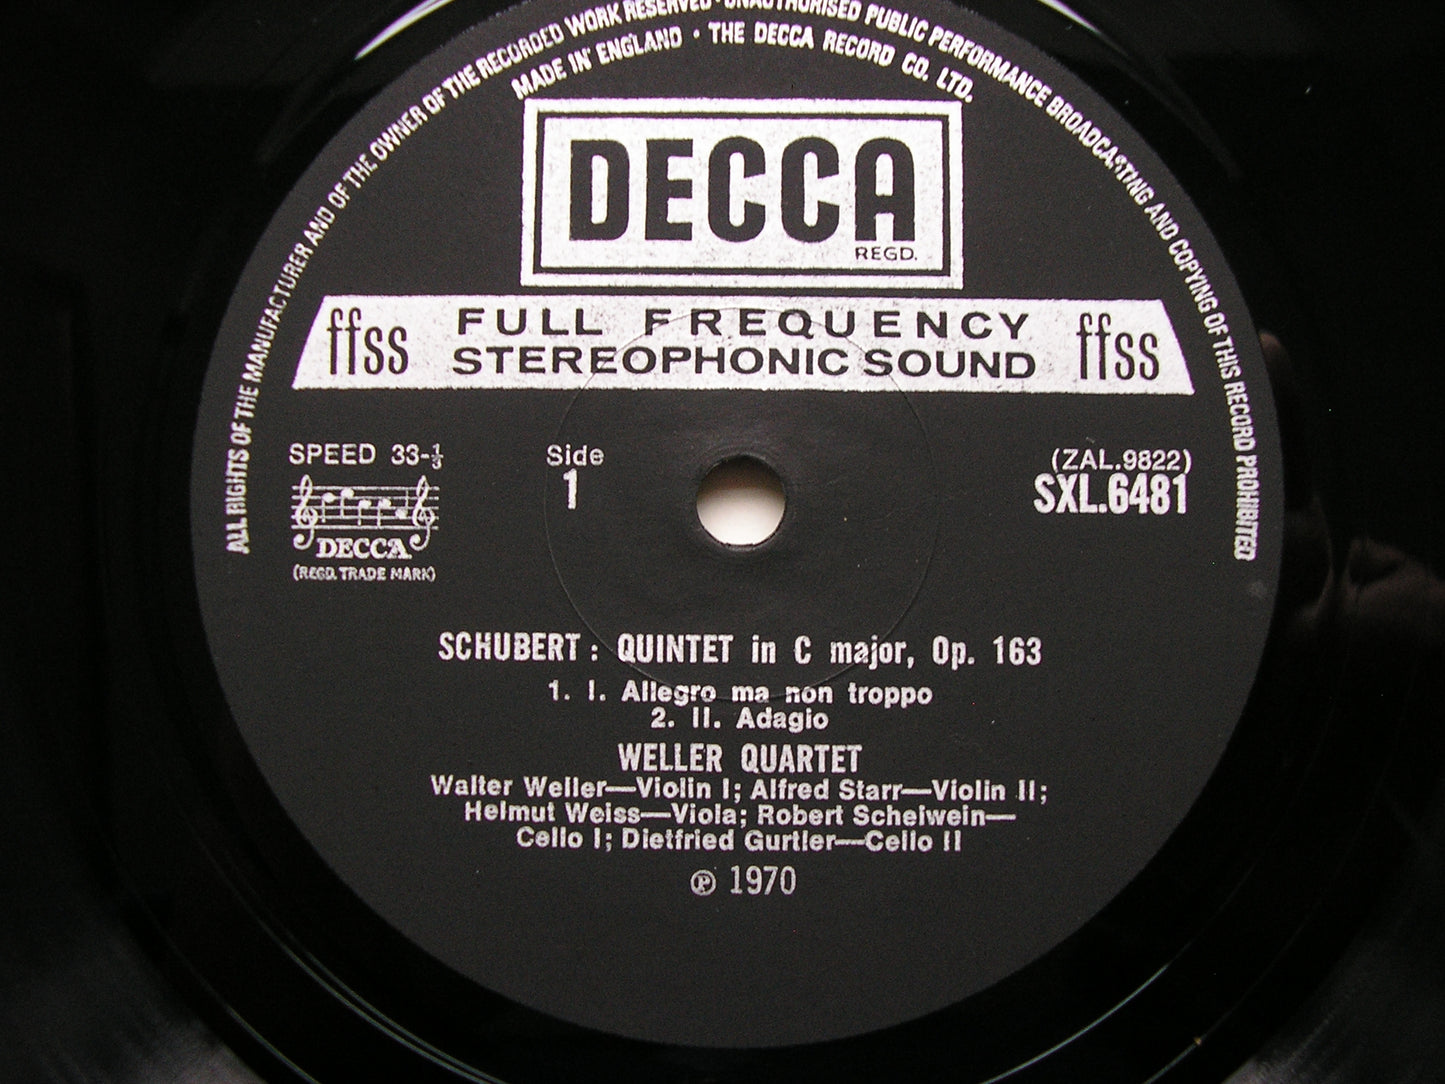 ALL RIGHTS OF THE MANUFACTURER AND OF THE OWNER OF THE RECORDED WORK RESERVED · UNAUTHORISED PUBLIC PERFORMANCE BROADCASTING AND COPYING OF THIS RECORD PROHIBITED
MADE IN ENGLAND · THE DECCA RECORD CO. LTD.
DECCA
REGD.
ffss FULL FREQUENCY ffss
STEREOPHONIC SOUND
SPEED 33-⅓ Side (ZAL.9822)
1 SXL.6481
DECCA
(REGD. TRADE MARK)
SCHUBERT : QUINTET in C major, Op. 163
1. I. Allegro ma non troppo
2. II. Adagio
WELLER QUARTET
Walter Weller—Violin I; Alfred Starr—Violin II;
Helmut Weiss—Viola; Robert Scheiwein—
Cello I; Dietfried Gurtler—Cello II
℗ 1970